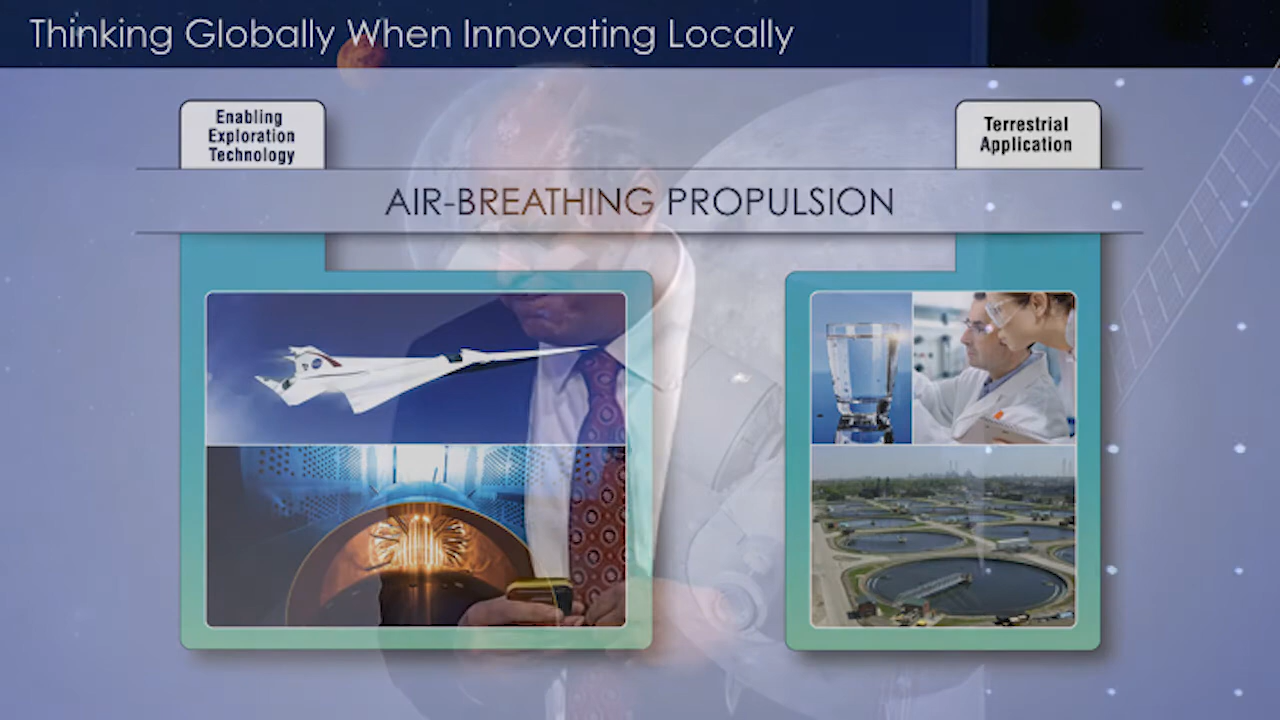 Thinking Globally When Innovating Locally
Enabling
Exploration
Technology
Terrestrial
Application
AIR-BREATHING PROPULSION